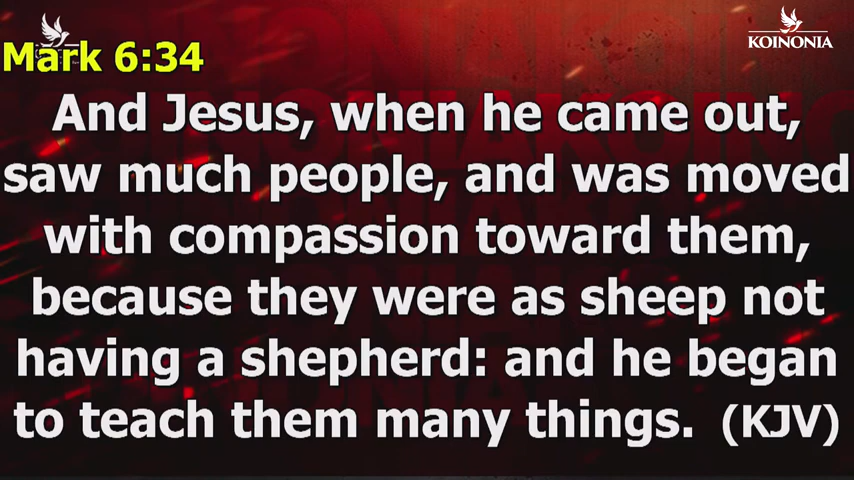 KOINONIA
Mark 6:34
And Jesus, when he came out,
saw much people, and was moved
with compassion toward them,
because they were as sheep not
having a shepherd: and he began
to teach them many things. (KJV)